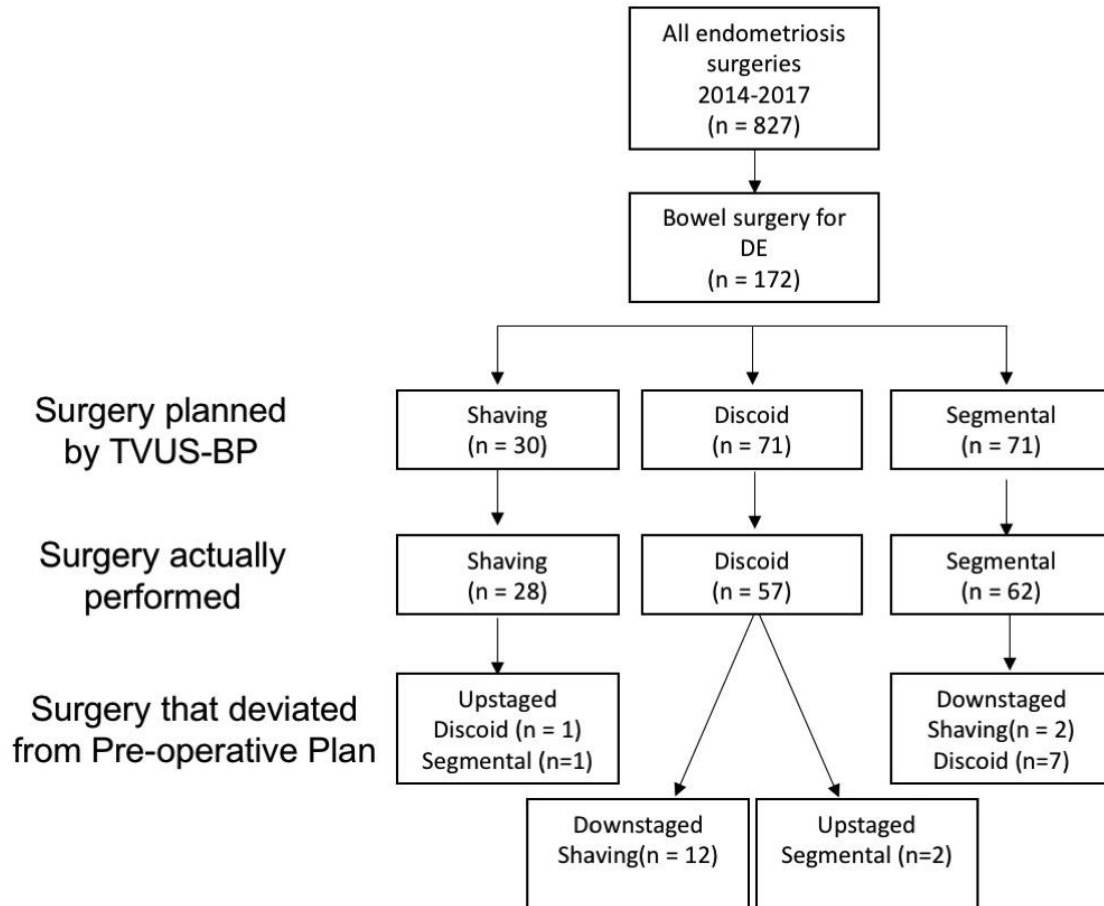 All endometriosis
surgeries
2014-2017
(n = 827)
Bowel surgery for
DE
(n = 172)
Surgery planned
by TVUS-BP
Shaving
(n = 30)
Discoid
(n = 71)
Segmental
(n = 71)
Surgery actually
performed
Shaving
(n = 28)
Discoid
(n = 57)
Segmental
(n = 62)
Surgery that deviated
from Pre-operative Plan
Upstaged
Discoid (n = 1)
Segmental (n=1)
Downstaged
Shaving(n = 2)
Discoid (n=7)
Downstaged
Shaving(n = 12)
Upstaged
Segmental (n=2)